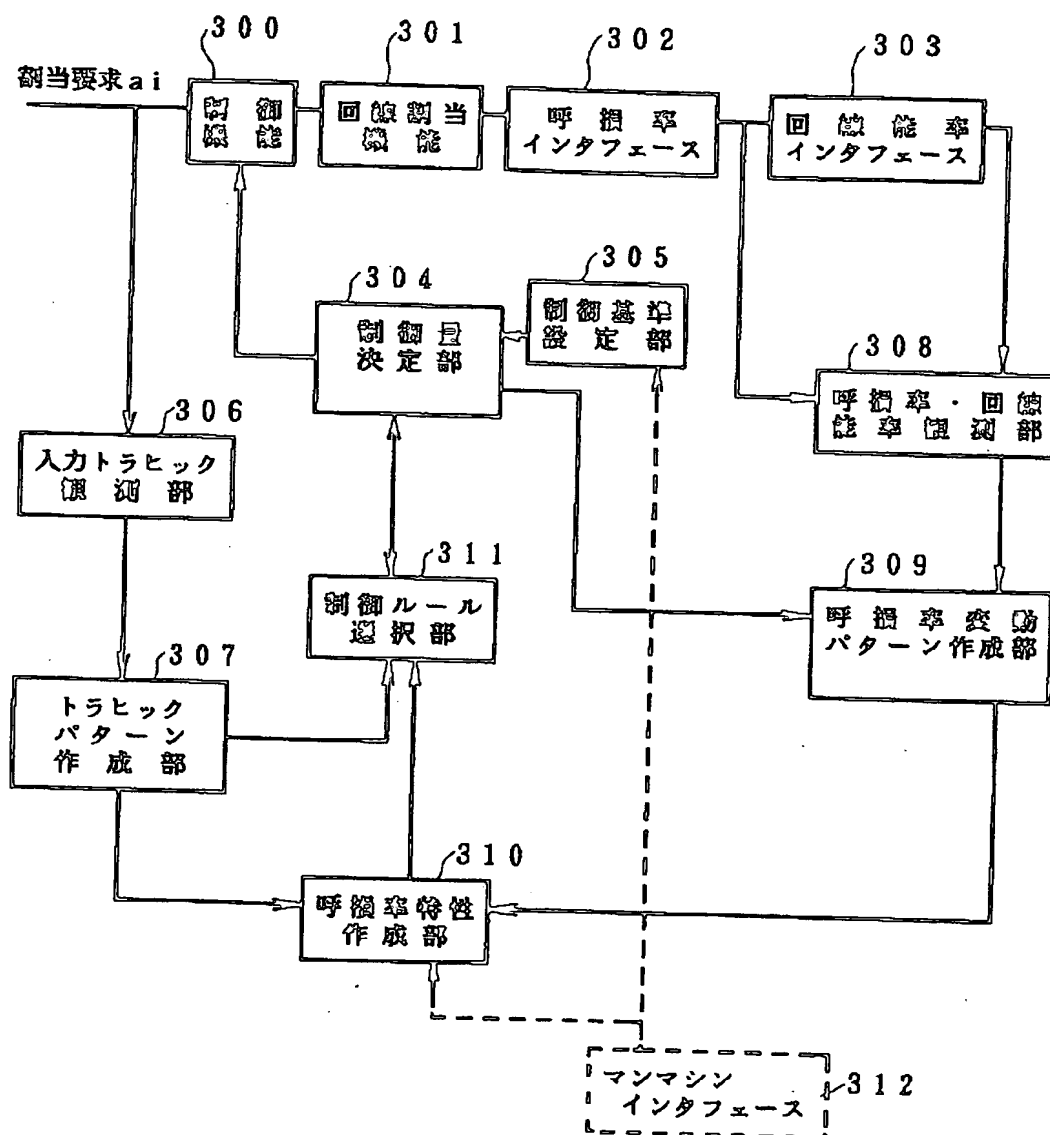 300
301
302
303
割当要求ai
制御
機能
回線割当
機能
呼損率
インタフェース
回線能率
インタフェース
304
305
制御量
決定部
制御基準
設定部
308
呼損率・回線
能率観測部
306
入力トラヒック
観測部
311
制御ルール
選択部
309
呼損率変動
パターン作成部
307
トラヒック
パターン
作成部
310
呼損率特性
作成部
312
マンマシン
インタフェース